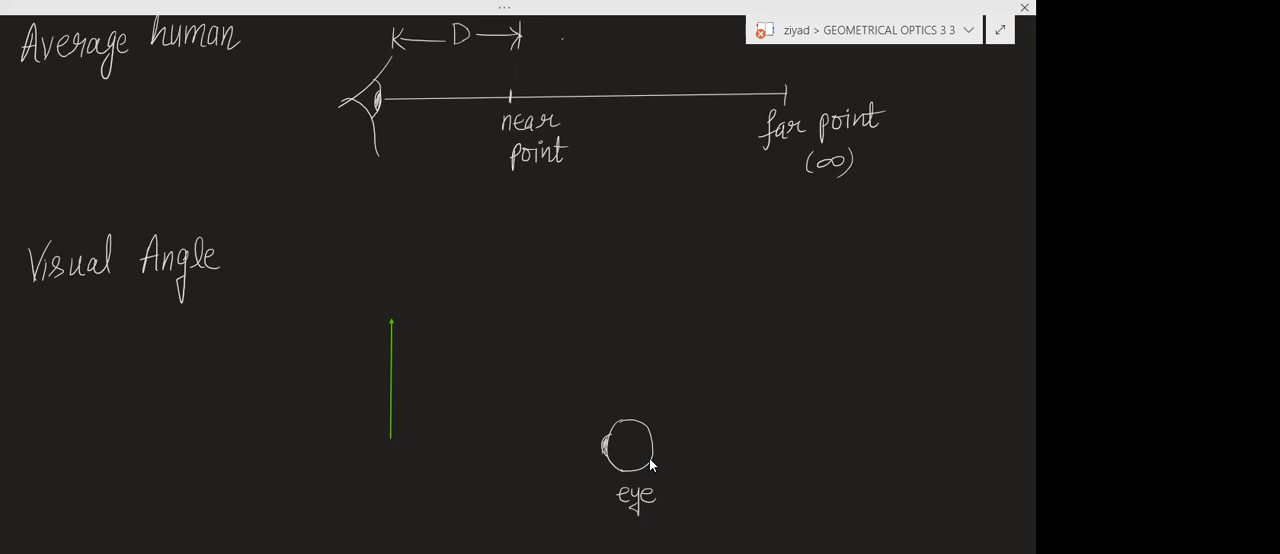 Average human
K D
ziyad > GEOMETRICAL OPTICS 3 3
near
point
far point
(∞)
Visual Angle
eye